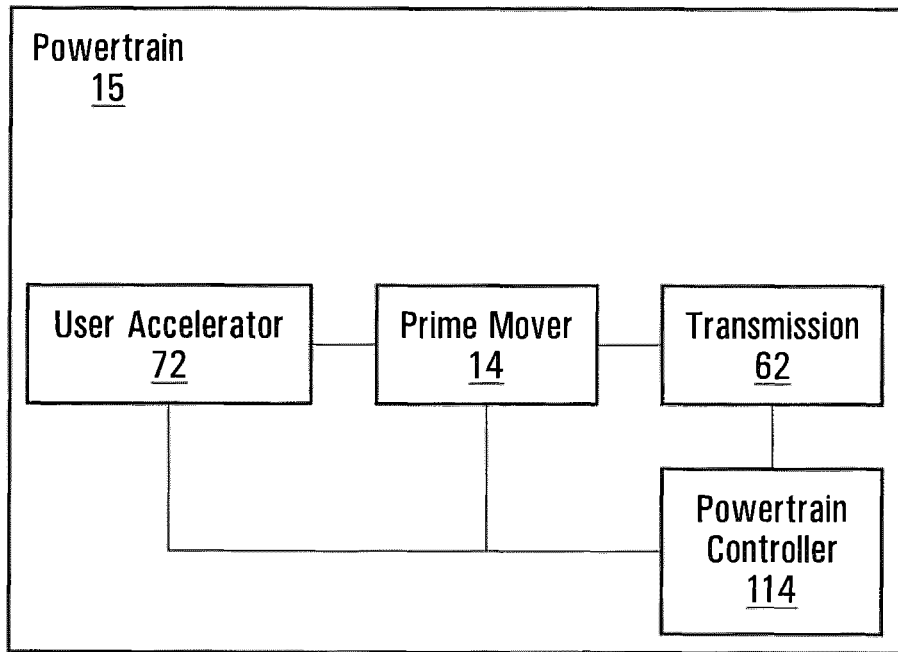 Powertrain
15
User Accelerator
72
Prime Mover
14
Transmission
62
Powertrain
Controller
114